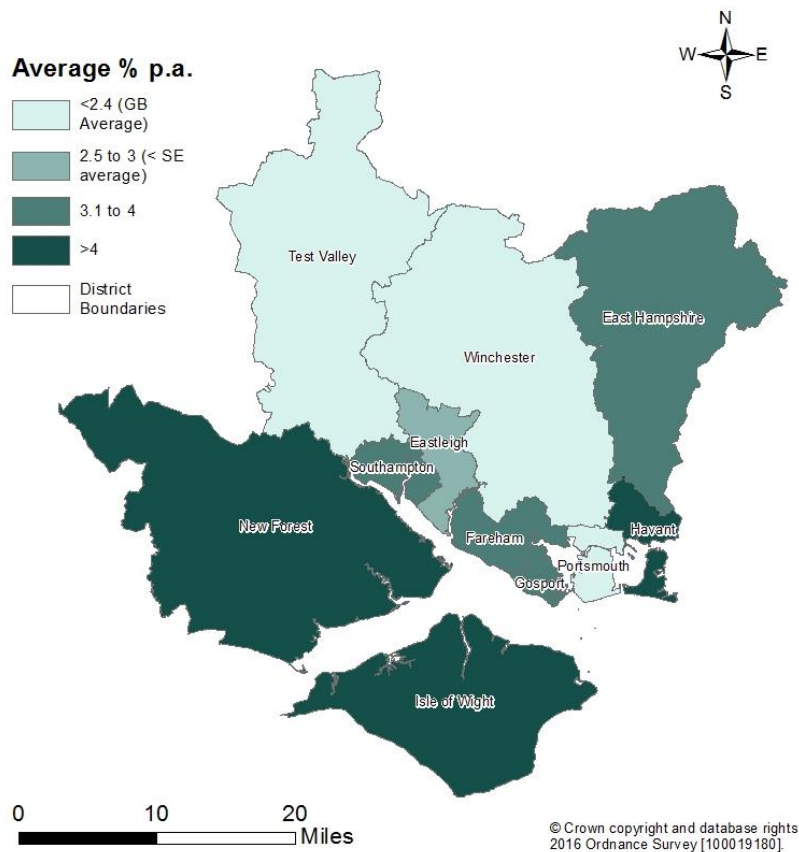 N
W E
S
Average % p.a.
<2.4 (GB
Average)
2.5 to 3 (< SE
average)
3.1 to 4
>4
District
Boundaries
Test Valley
East Hampshire
Winchester
Eastleigh
Southampton
New Forest
Havant
Fareham
Portsmouth
Gosport
Isle of Wight
0 10 20
Miles
© Crown copyright and database rights
2016 Ordnance Survey [100019180].